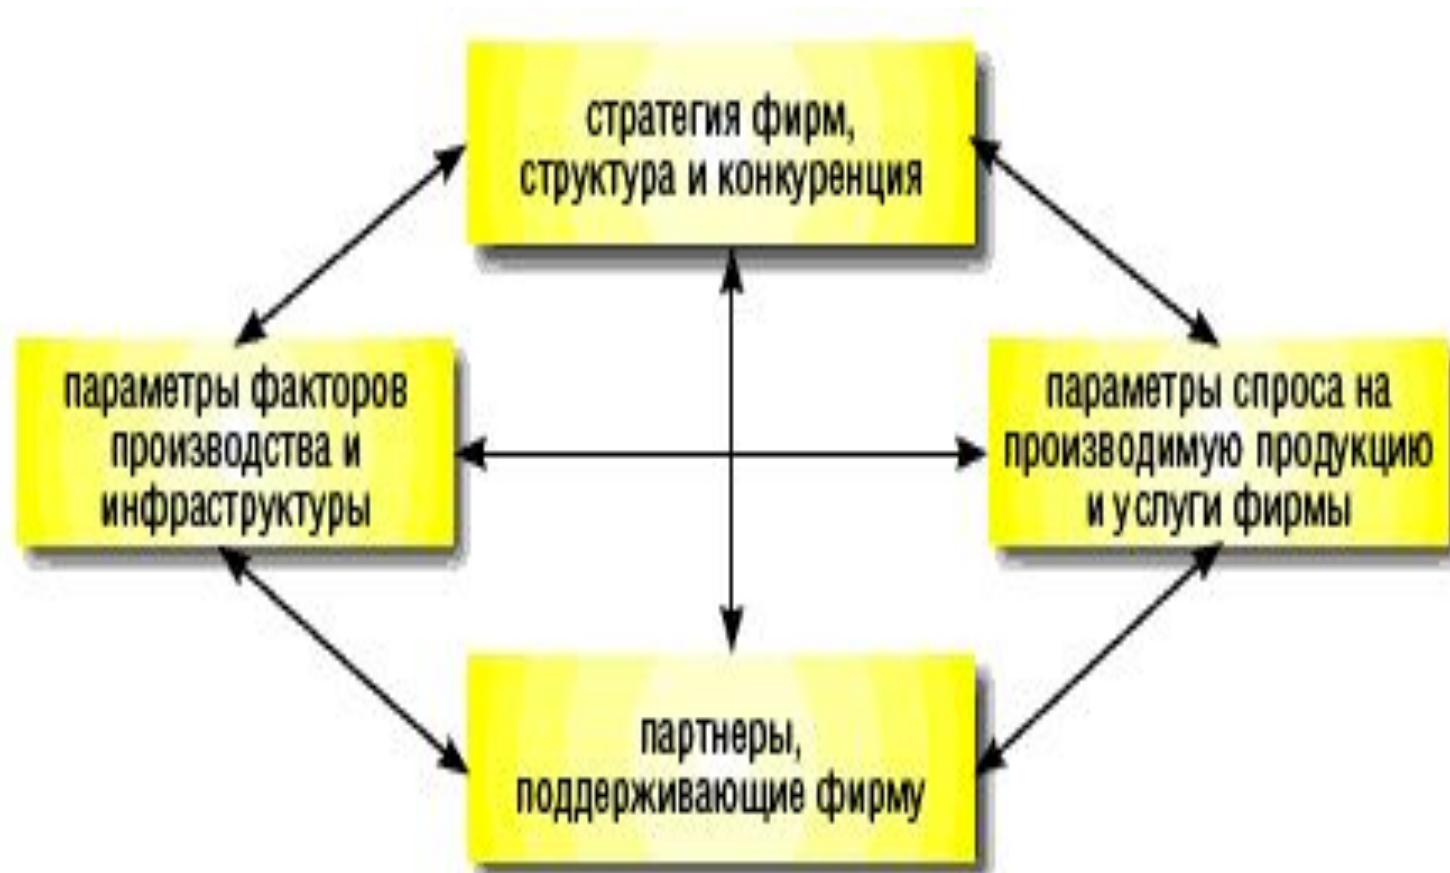 стратегия фирм,
структура и конкуренция
параметры факторов
производства и
инфраструктуры
параметры спроса на
производимую продукцию
и услуги фирмы
партнеры,
поддерживающие фирму